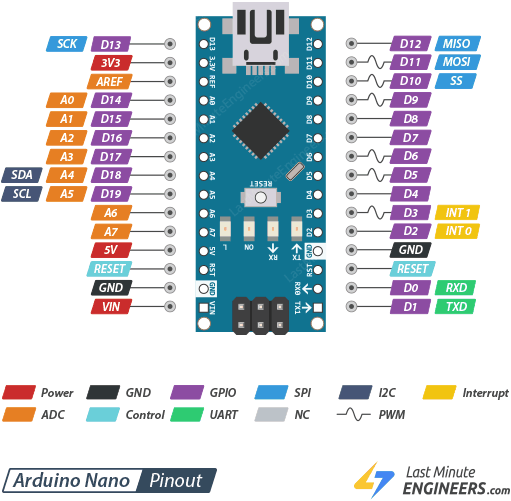 SCK D13
3V3
AREF
A0 D14
A1 D15
A2 D16
A3 D17
SDA A4 D18
SCL A5 D19
A6
A7
5V
RESET
GND
VIN
D13
3.3V
REF
A0
A1
A2
A3
A4
A5
A6
A7
5V
RST
GND
VIN
RESET
L
ON
RX
TX
D12
D11
D10
D9
D8
D7
D6
D5
D4
D3
D2
GND
RST
RX0
TX1
D12 MISO
D11 MOSI
D10 SS
D9
D8
D7
D6
D5
D4
D3 INT 1
D2 INT 0
GND
RESET
D0 RXD
D1 TXD
Power GND GPIO SPI I2C Interrupt
ADC Control UART NC PWM
Arduino Nano Pinout
Last Minute
ENGINEERS.com